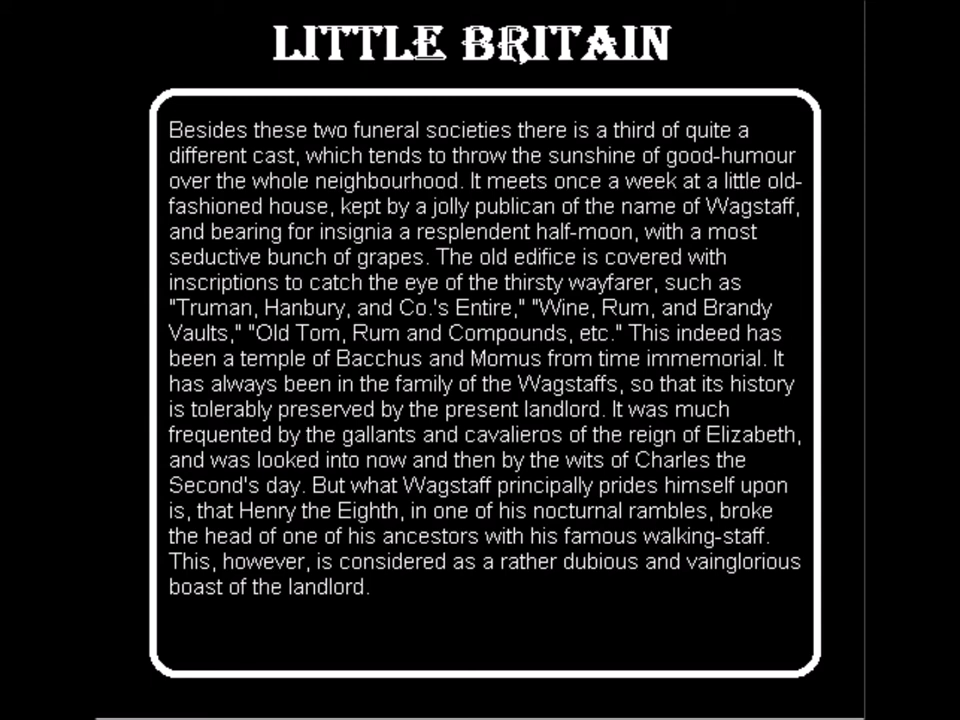 LITTLE BRITAIN
Besides these two funeral societies there is a third of quite a
different cast, which tends to throw the sunshine of good-humour
over the whole neighbourhood. It meets once a week at a little old-
fashioned house, kept by a jolly publican of the name of Wagstaff,
and bearing for insignia a resplendent half-moon, with a most
seductive bunch of grapes. The old edifice is covered with
inscriptions to catch the eye of the thirsty wayfarer, such as
"Truman, Hanbury, and Co.'s Entire," "Wine, Rum, and Brandy
Vaults," "Old Tom, Rum and Compounds, etc." This indeed has
been a temple of Bacchus and Momus from time immemorial. It
has always been in the family of the Wagstaffs, so that its history
is tolerably preserved by the present landlord. It was much
frequented by the gallants and cavalieros of the reign of Elizabeth,
and was looked into now and then by the wits of Charles the
Second's day. But what Wagstaff principally prides himself upon
is, that Henry the Eighth, in one of his nocturnal rambles, broke
the head of one of his ancestors with his famous walking-staff.
This, however, is considered as a rather dubious and vainglorious
boast of the landlord.